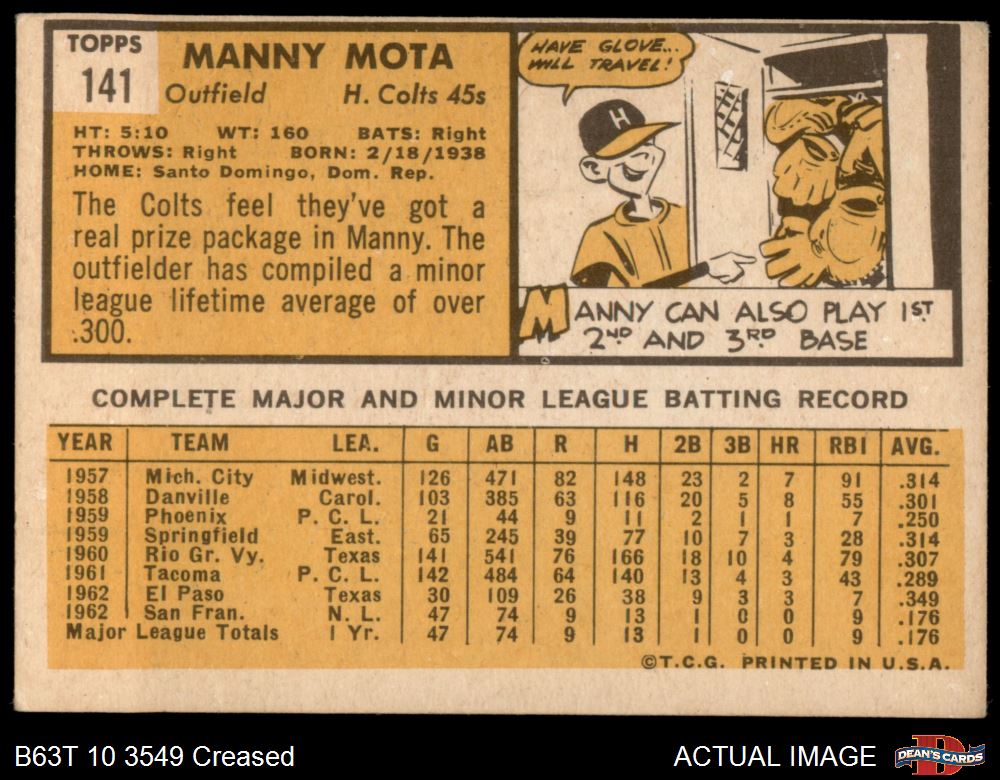 TOPPS
141
MANNY MOTA
Outfield H. Colts 45s
HT: 5:10 WT: 160 BATS: Right
THROWS: Right BORN: 2/18/1938
HOME: Santo Domingo, Dom. Rep.
The Colts feel they've got a
real prize package in Manny. The
outfielder has compiled a minor
league lifetime average of over
.300.
HAVE GLOVE...
WILL TRAVEL!
H
MANNY CAN ALSO PLAY 1ST
2ND AND 3RD BASE
COMPLETE MAJOR AND MINOR LEAGUE BATTING RECORD
YEAR TEAM LEA. G AB R H 2B 3B HR RBI AVG.
1957 Mich. City Midwest. 126 471 82 148 23 2 7 91 .314
1958 Danville Carol. 103 385 63 116 20 5 8 55 .301
1959 Phoenix P. C. L. 21 44 9 11 2 1 1 7 .250
1959 Springfield East. 65 245 39 77 10 7 3 28 .314
1960 Rio Gr. Vy. Texas 141 541 76 166 18 10 4 79 .307
1961 Tacoma P. C. L. 142 484 64 140 13 4 3 43 .289
1962 El Paso Texas 30 109 26 38 9 3 3 7 .349
1962 San Fran. N. L. 47 74 9 13 1 0 0 9 .176
Major League Totals 1 Yr. 47 74 9 13 1 0 0 9 .176
©T.C.G. PRINTED IN U.S.A.
B63T 10 3549 Creased ACTUAL IMAGE
D
DEAN'S CARDS